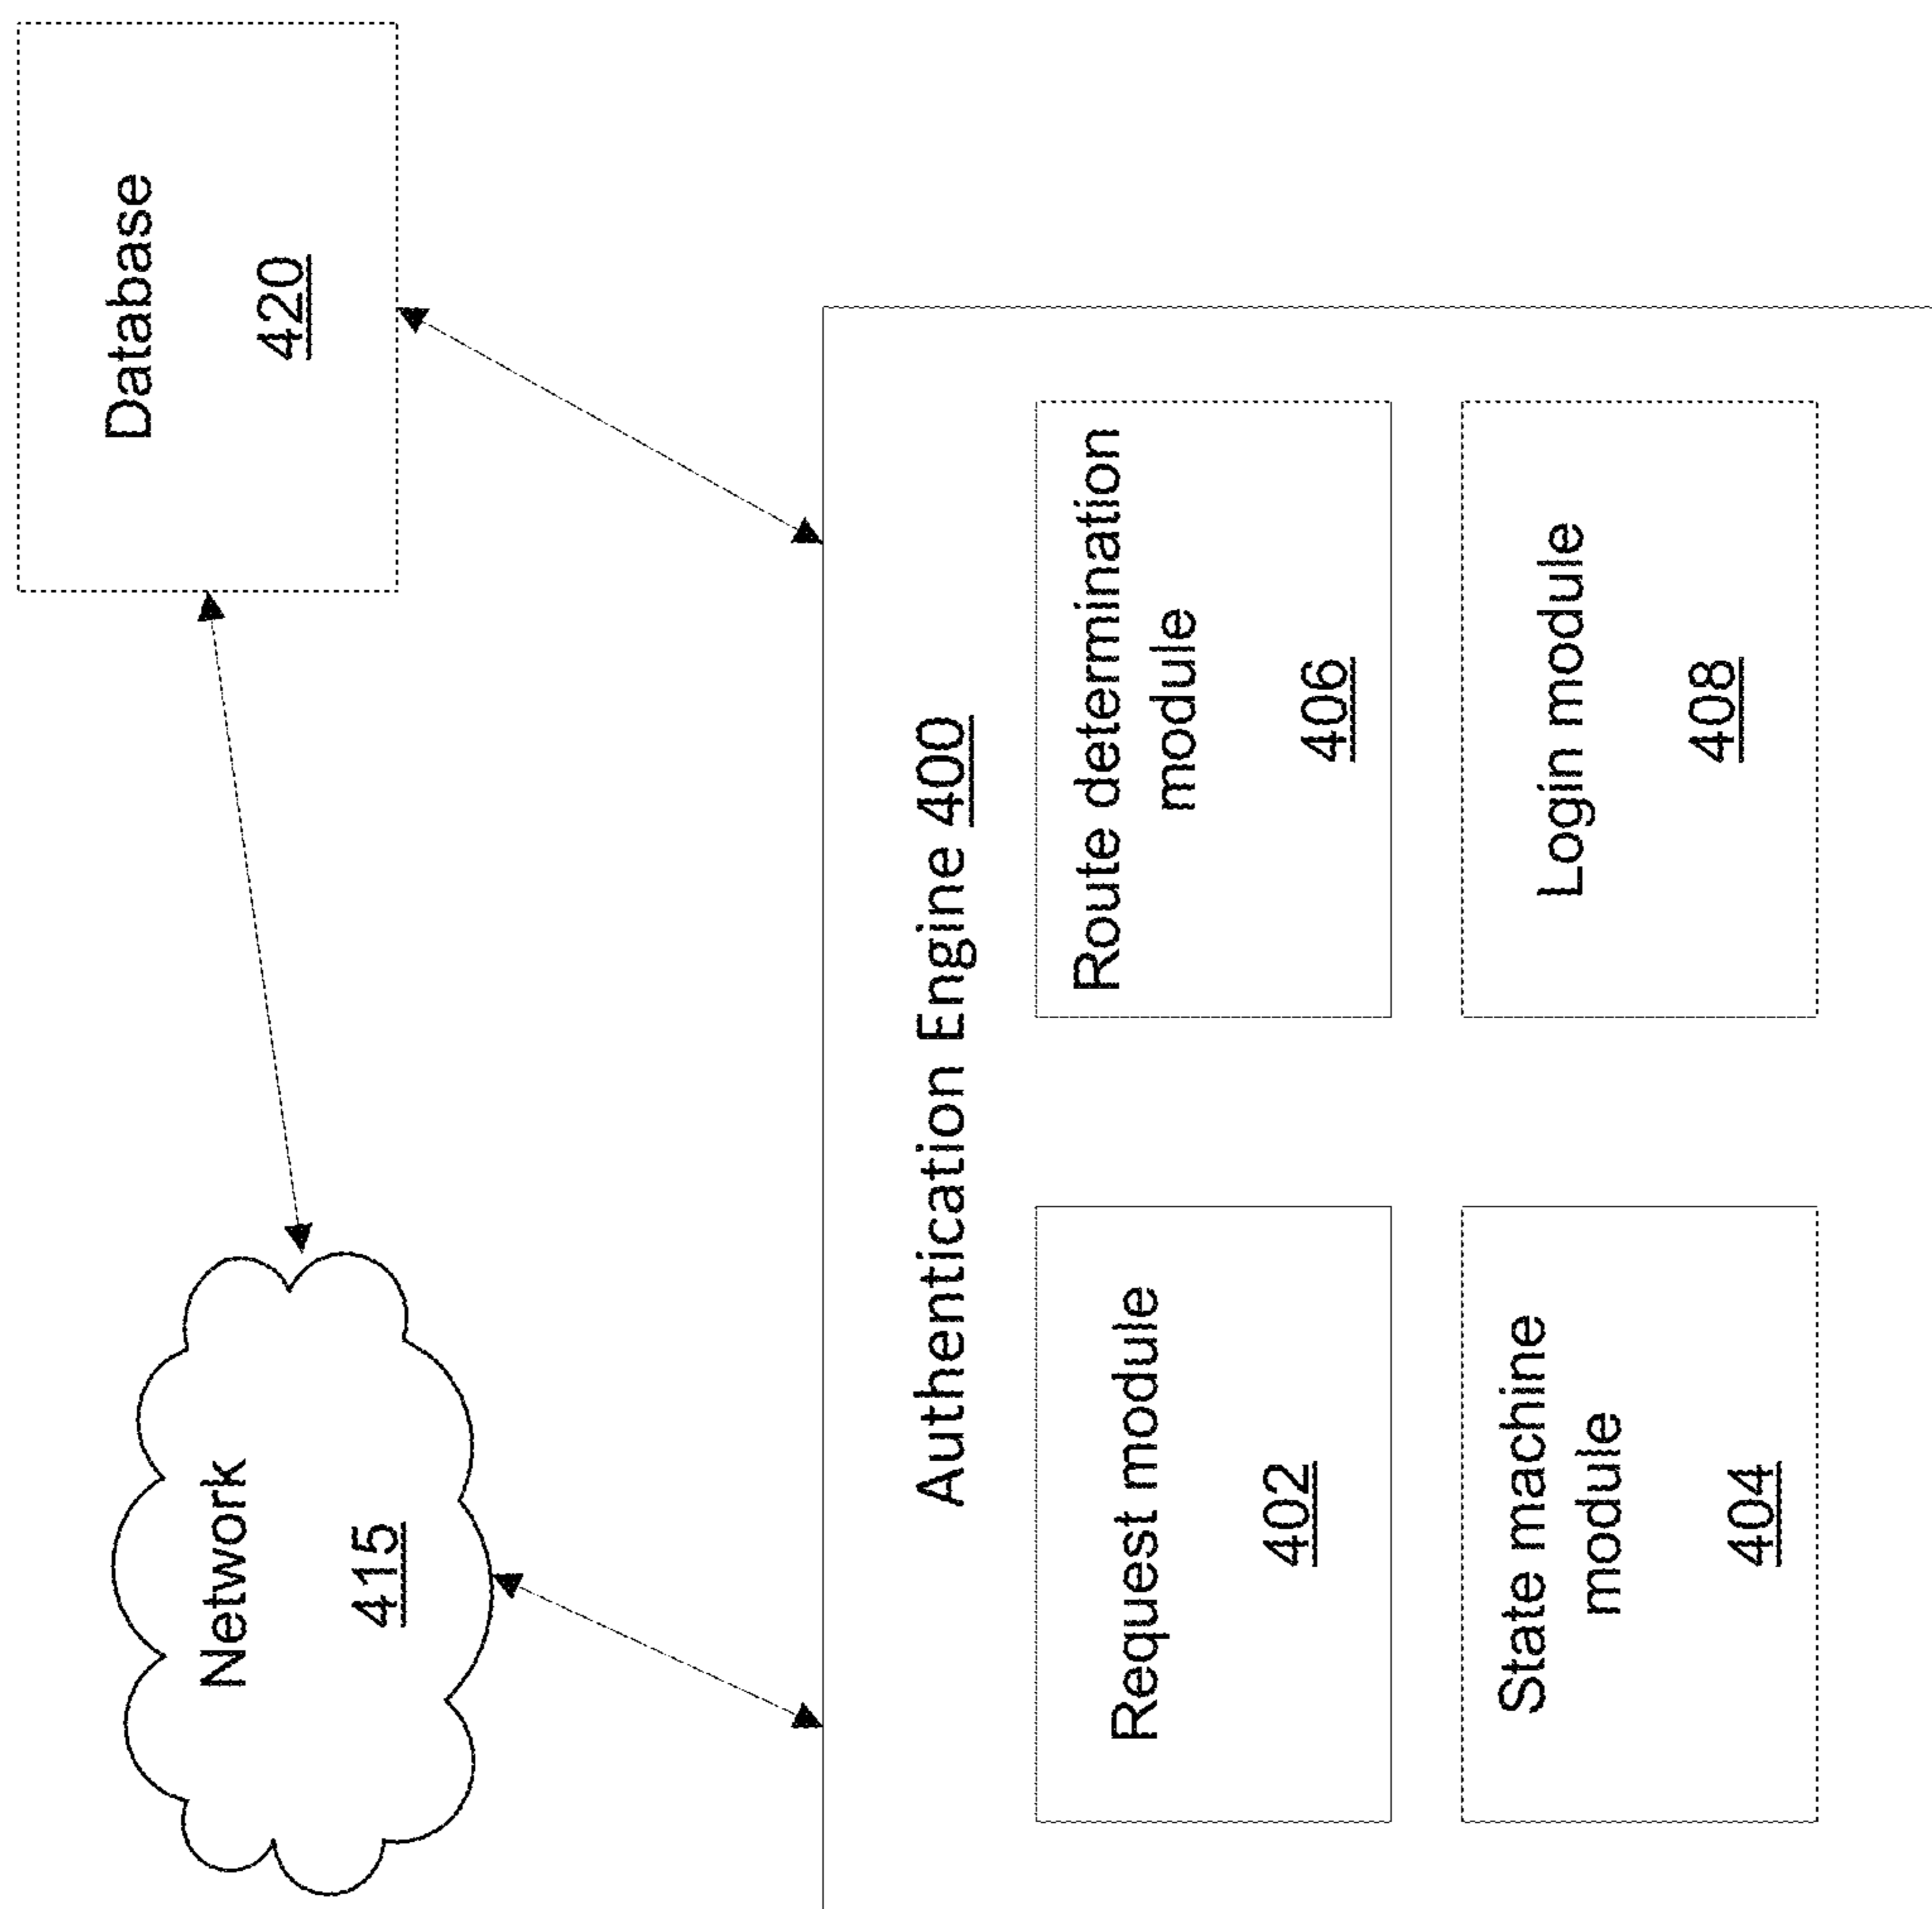 Network
415
Database
420
Authentication Engine 400
Request module
402
Route determination
module
406
State machine
module
404
Login module
408